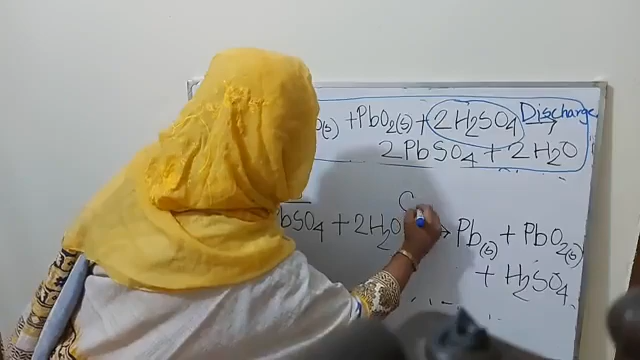 (s) + PbO2(s) + 2H2SO4 Discharge →
2PbSO4 + 2H2O
bSO4 + 2H2O C → Pb(s) + PbO2(s)
+ H2SO4